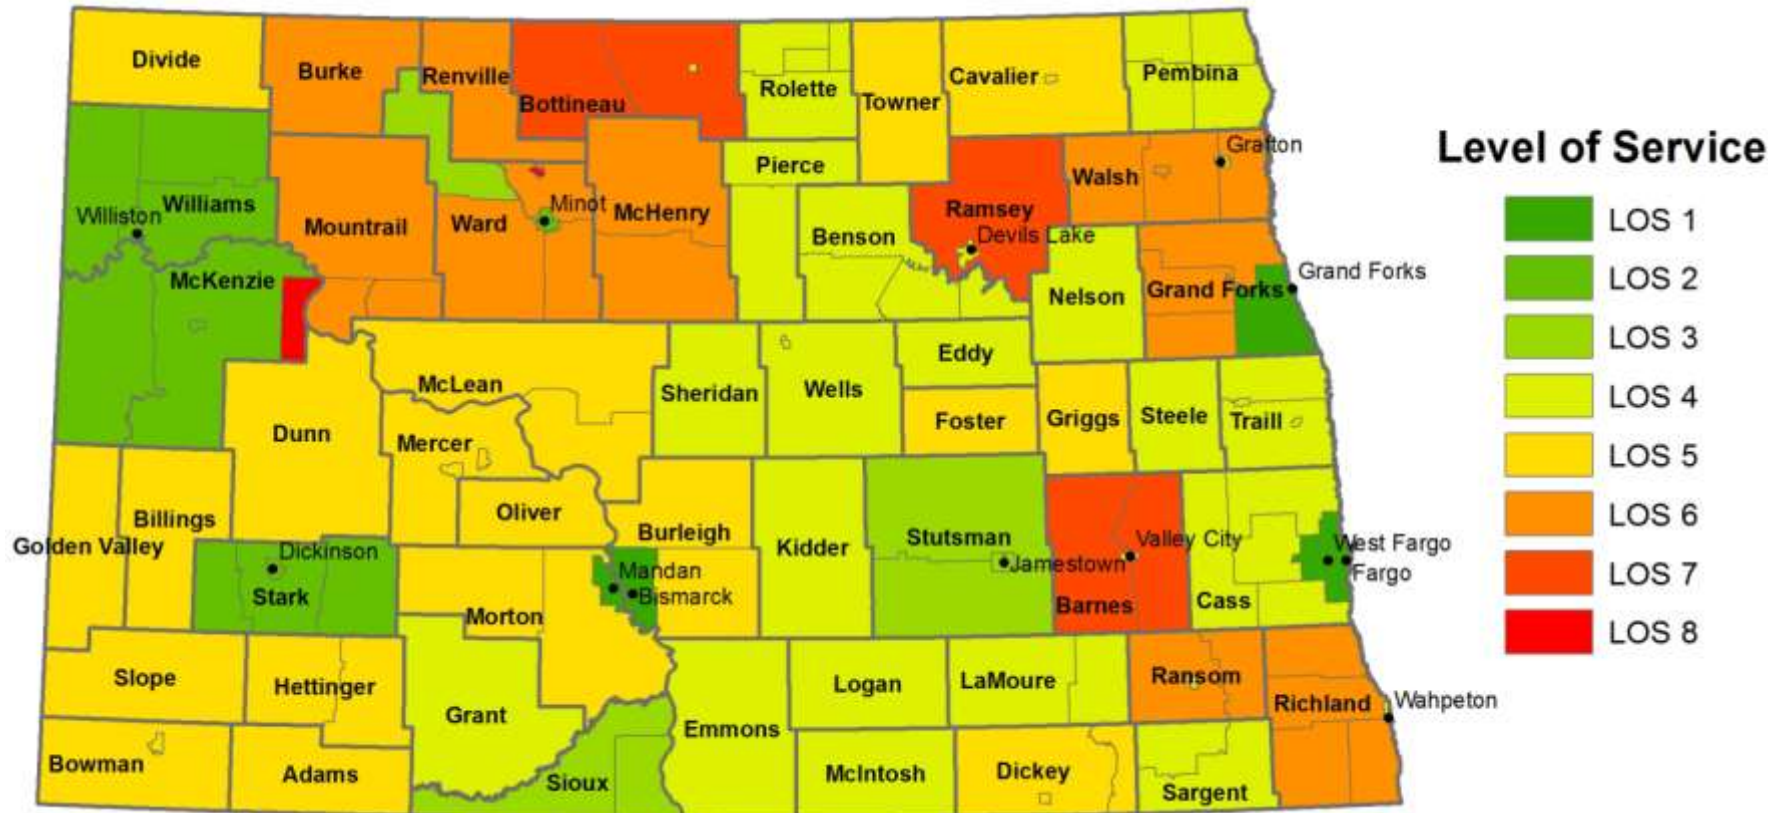 Divide
Burke
Renville
Bottineau
Rolette
Towner
Cavalier
Pembina
Level of Service
Williston
Williams
Mountrail
Ward
Minot
McHenry
Pierce
Benson
Ramsey
Devils Lake
Walsh
Grafton
LOS 1
McKenzie
Nelson
Grand Forks
Grand Forks
LOS 2
LOS 3
McLean
Sheridan
Wells
Eddy
LOS 4
Dunn
Mercer
Foster
Griggs
Steele
Traill
LOS 5
Golden Valley
Billings
Oliver
Burleigh
Kidder
Stutsman
Jamestown
Valley City
Barnes
Cass
West Fargo
Fargo
LOS 6
Dickinson
Stark
Morton
Mandan
Bismarck
LOS 7
LOS 8
Slope
Hettinger
Grant
Emmons
Logan
LaMoure
Ransom
Richland
Wahpeton
Bowman
Adams
Sioux
McIntosh
Dickey
Sargent